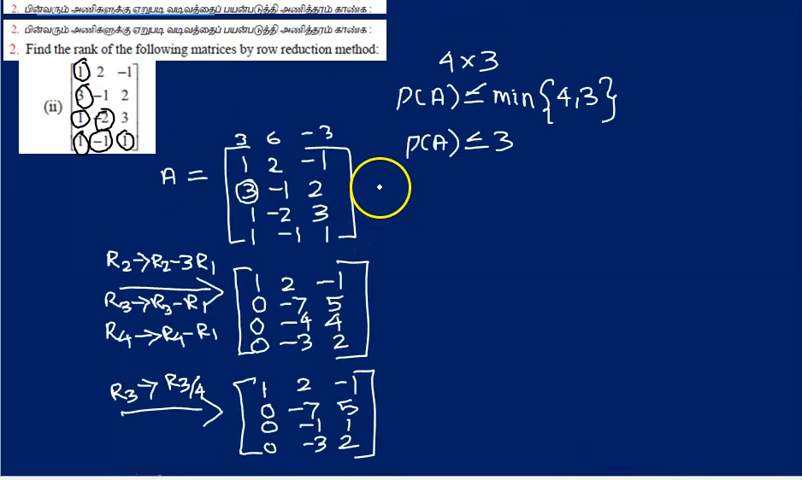 2. பின்வரும் அணிகளுக்கு ஏறுபடி வடிவத்தைப் பயன்படுத்தி அணித்தரம் காண்க :
2. பின்வரும் அணிகளுக்கு ஏறுபடி வடிவத்தைப் பயன்படுத்தி அணித்தரம் காண்க :
2. Find the rank of the following matrices by row reduction method:
(ii)
1 2 -1
3 -1 2
1 -2 3
1 -1 1
4 × 3
ρ(A) ≤ min {4,3}
ρ(A) ≤ 3
3 6 -3
A =
1 2 -1
3 -1 2
1 -2 3
1 -1 1
R2→R2-3R1
R3→R3-R1
R4→R4-R1
1 2 -1
0 -7 5
0 -4 4
0 -3 2
R3→R3/4
1 2 -1
0 -7 5
0 -1 1
0 -3 2